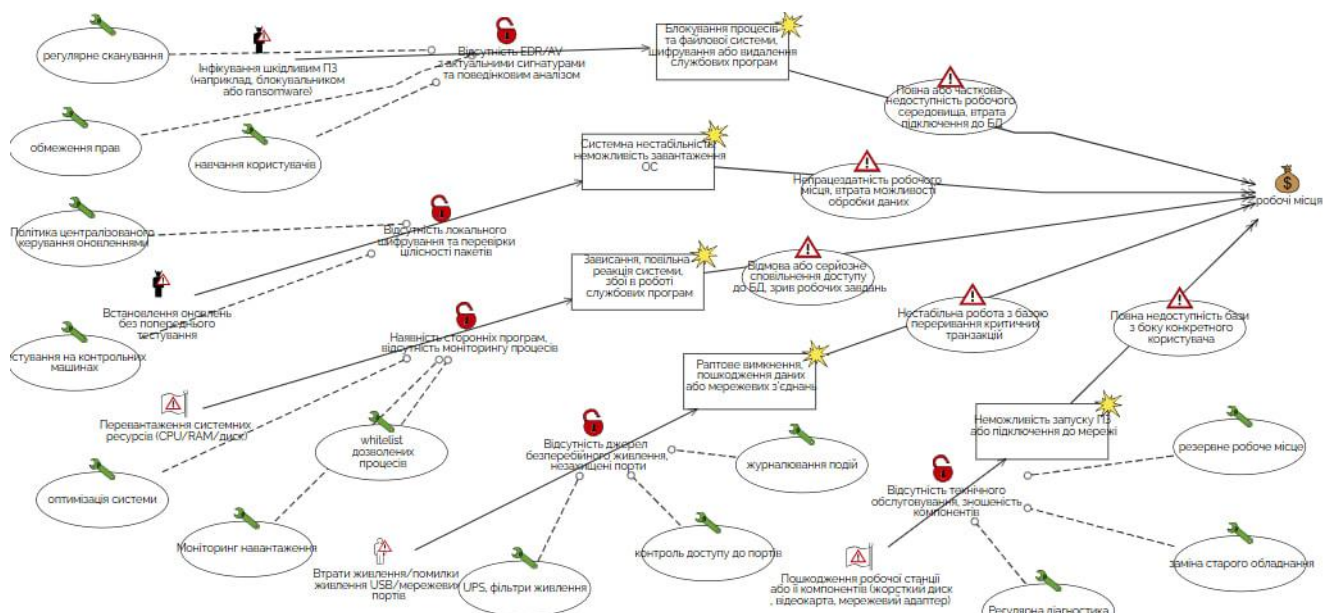 регулярне сканування
Інфікування шкідливим ПЗ
(наприклад, блокувальником
або ransomware)
Відсутність EDR/AV
з актуальними сигнатурами
та поведінковим аналізом
Блокування процесів
та файлової системи,
шифрування або видалення
службових програм
Повна або часткова
недоступність робочого
середовища, втрата
підключення до БД
обмеження прав
навчання користувачів
Системна нестабільність,
неможливість завантаження
ОС
Непрацездатність робочого
місця, втрата можливості
обробки даних
робочі місця
Політика централізованого
керування оновленнями
Відсутність локального
шифрування та перевірки
цілісності пакетів
Встановлення оновлень
без попереднього
тестування
естування на контрольних
машинах
Зависання, повільна
реакція системи,
збої в роботі
службових програм
Відмова або серйозне
сповільнення доступу
до БД, зрив робочих завдань
Нестабільна робота з базою
переривання критичних
транзакцій
Повна недоступність бази
з боку конкретного
користувача
Наявність сторонніх програм,
відсутність моніторингу процесів
Перевантаження системних
ресурсів (CPU/RAM/диск)
whitelist
дозволених
процесів
оптимізація системи
Моніторинг навантаження
Раптове вимкнення,
пошкодження даних
або мережевих з'єднань
Відсутність джерел
безперебійного живлення,
незахищені порти
журналювання подій
контроль доступу до портів
UPS, фільтри живлення
Втрати живлення/помилки
живлення USB/мережевих
портів
Неможливість запуску ПЗ
або підключення до мережі
резервне робоче місце
Відсутність технічного
обслуговування, зношеність
компонентів
заміна старого обладнання
Пошкодження робочої станції
або її компонентів (жорсткий диск
, відеокарта, мережевий адаптер)
Регулярна діагностика